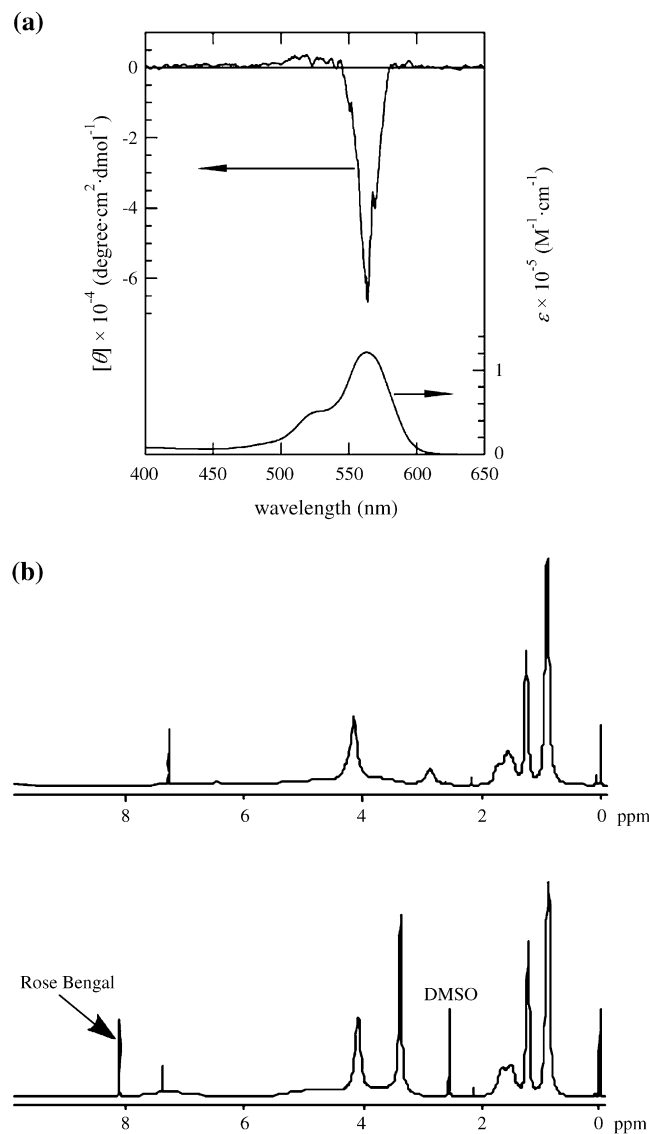 (a)
0
-2
-4
-6
[θ] × 10⁻⁴ (degree·cm²·dmol⁻¹)
1
0
ε × 10⁻⁵ (M⁻¹·cm⁻¹)
400 450 500 550 600 650
wavelength (nm)
(b)
8 6 4 2 0 ppm
Rose Bengal
DMSO
8 6 4 2 0 ppm